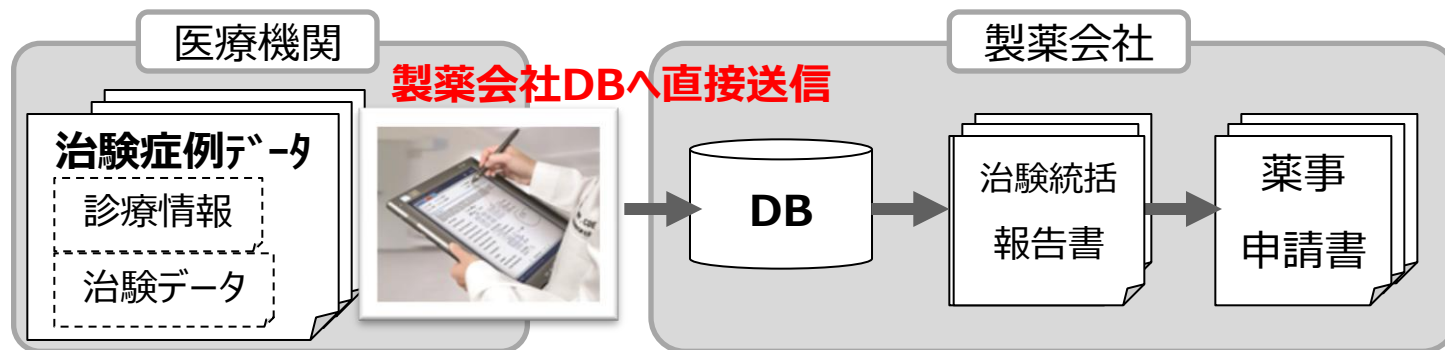 医療機関
製薬会社
製薬会社DBへ直接送信
治験症例ﾃﾞｰﾀ
診療情報
治験データ
DB
治験統括
報告書
薬事
申請書